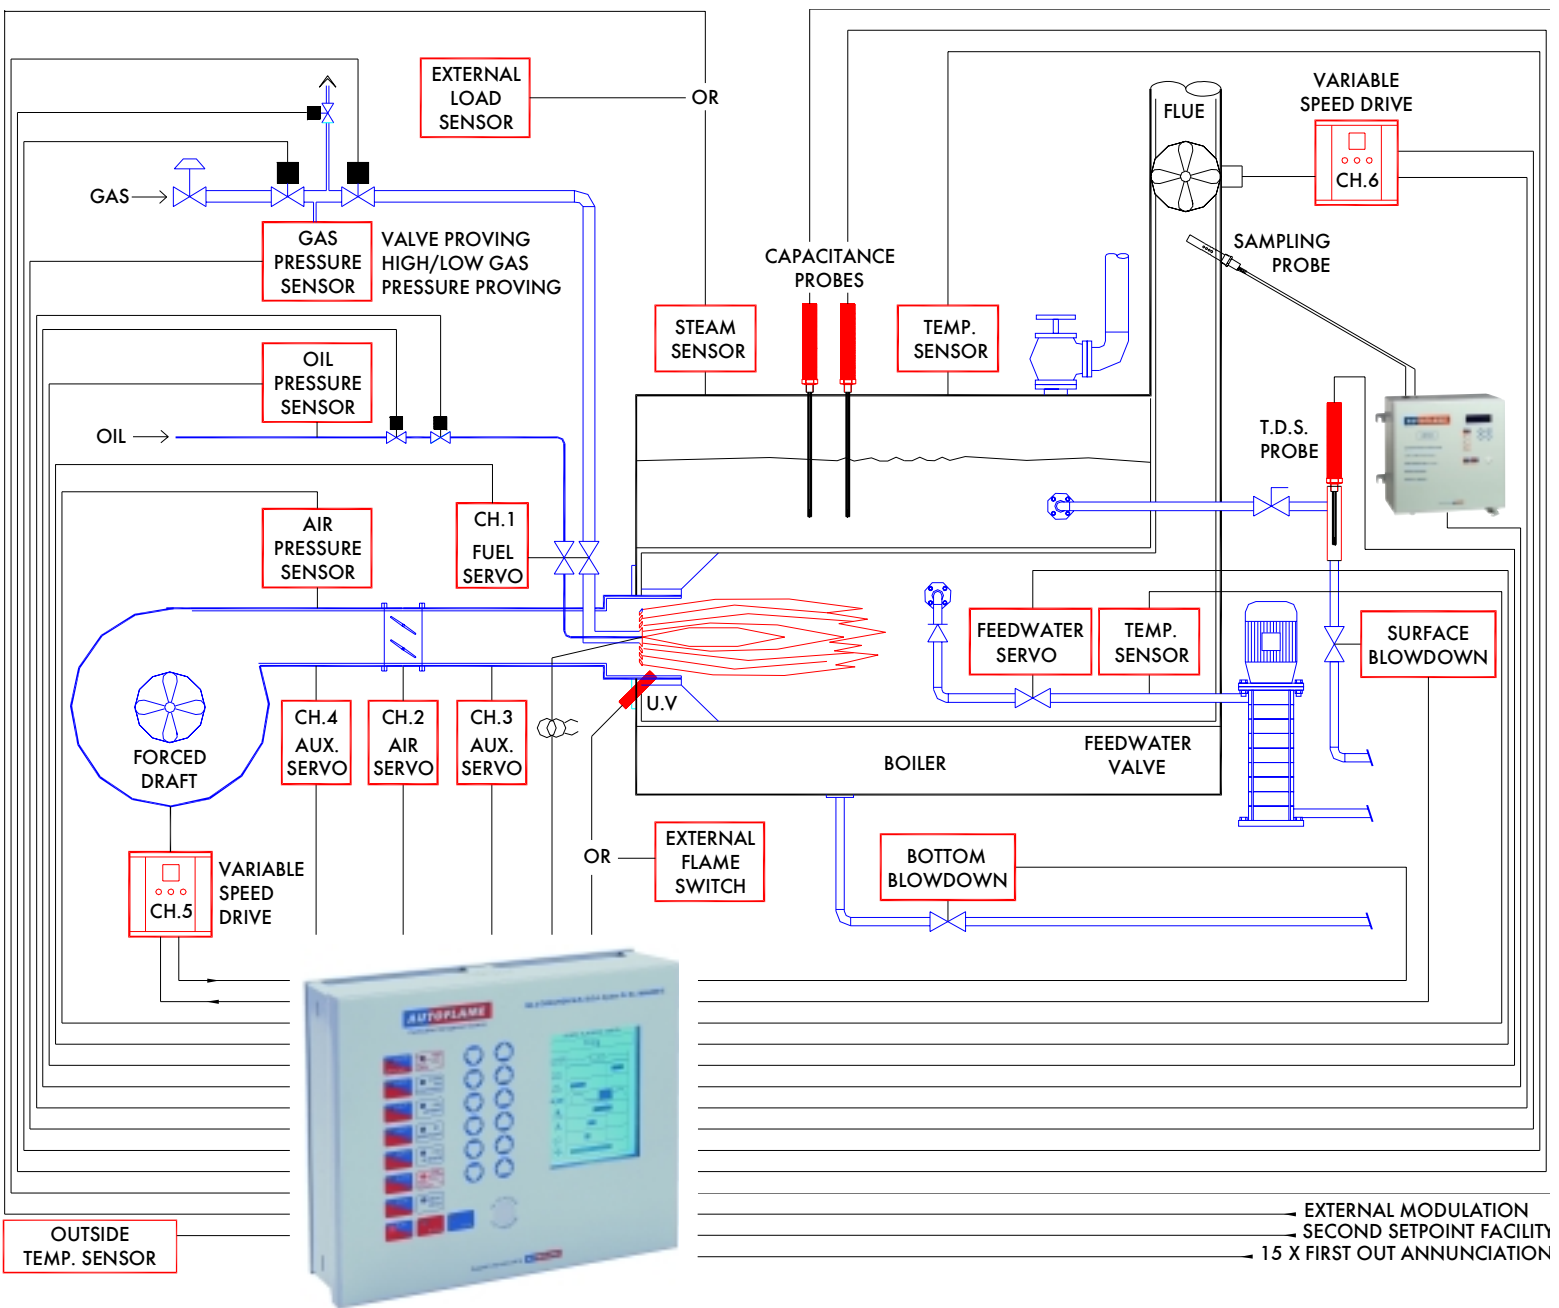 EXTERNAL
LOAD
SENSOR
OR
VARIABLE
SPEED DRIVE
FLUE
CH.6
GAS
GAS
PRESSURE
SENSOR
VALVE PROVING
HIGH/LOW GAS
PRESSURE PROVING
CAPACITANCE
PROBES
SAMPLING
PROBE
STEAM
SENSOR
TEMP.
SENSOR
OIL
PRESSURE
SENSOR
OIL
T.D.S.
PROBE
AUTOFLAME
AIR
PRESSURE
SENSOR
CH.1
FUEL
SERVO
FEEDWATER
SERVO
TEMP.
SENSOR
SURFACE
BLOWDOWN
U.V
CH.4
AUX.
SERVO
CH.2
AIR
SERVO
CH.3
AUX.
SERVO
FORCED
DRAFT
BOILER
FEEDWATER
VALVE
EXTERNAL
FLAME
SWITCH
OR
BOTTOM
BLOWDOWN
VARIABLE
SPEED
DRIVE
CH.5
AUTOFLAME
OUTSIDE
TEMP. SENSOR
EXTERNAL MODULATION
SECOND SETPOINT FACILITY
15 X FIRST OUT ANNUNCIATION